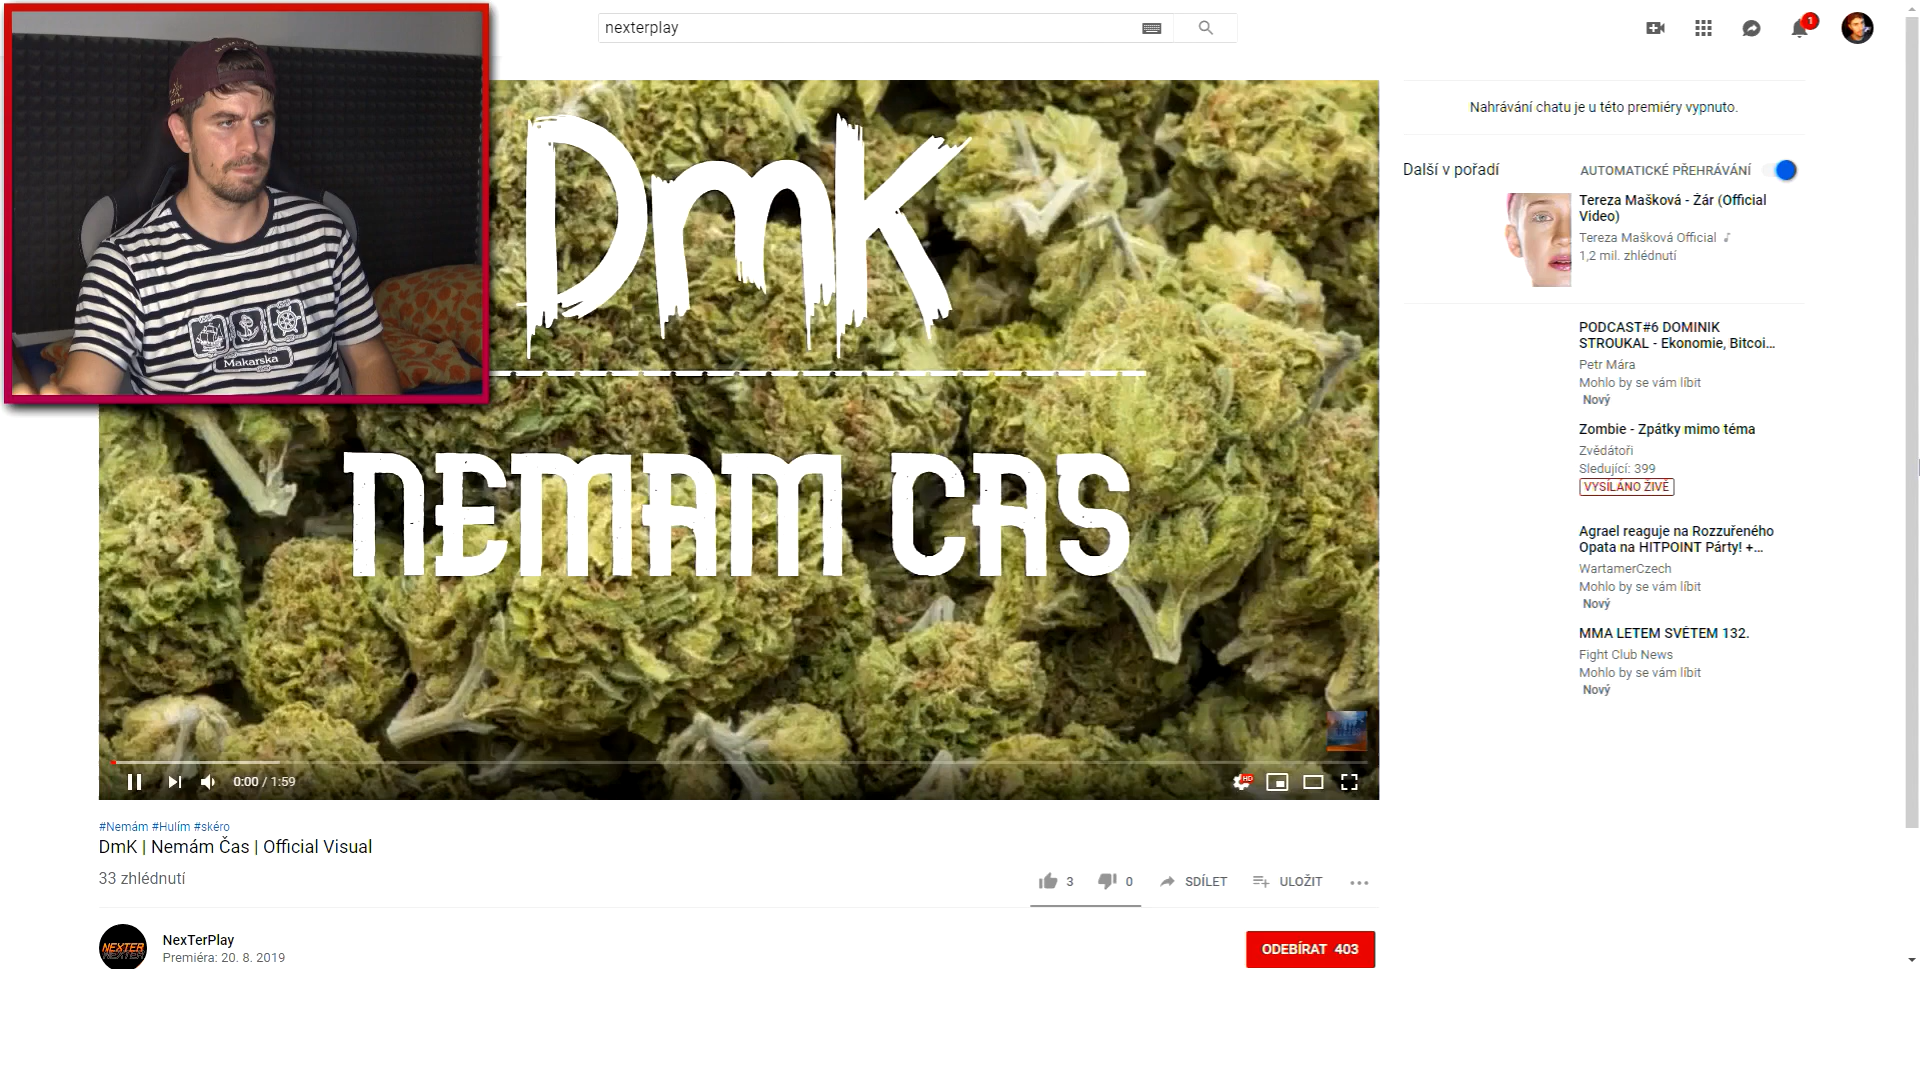 nexterplay
1
DmK
NEMAM CAS
Makarska
0:00 / 1:59
HD
#Nemám #Hulím #skéro
DmK | Nemám Čas | Official Visual
33 zhlédnutí
3
0
SDÍLET
ULOŽIT
NEXTER
NexTerPlay
Premiéra: 20. 8. 2019
ODEBÍRAT 403
Nahrávání chatu je u této premiéry vypnuto.
Další v pořadí
AUTOMATICKÉ PŘEHRÁVÁNÍ
Tereza Mašková - Žár (Official
Video)
Tereza Mašková Official
1,2 mil. zhlédnutí
PODCAST#6 DOMINIK
STROUKAL - Ekonomie, Bitcoi...
Petr Mára
Mohlo by se vám líbit
Nový
Zombie - Zpátky mimo téma
Zvědátoři
Sledující: 399
VYSÍLÁNO ŽIVĚ
Agrael reaguje na Rozzuřeného
Opata na HITPOINT Párty! +...
WartamerCzech
Mohlo by se vám líbit
Nový
MMA LETEM SVĚTEM 132.
Fight Club News
Mohlo by se vám líbit
Nový